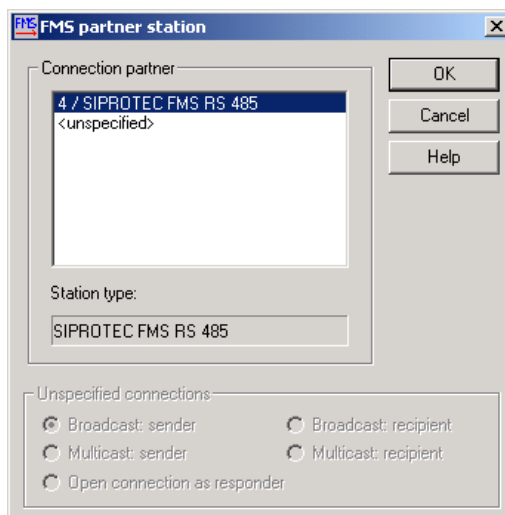 FMS FMS partner station
Connection partner
4 / SIPROTEC FMS RS 485
<unspecified>
Station type:
SIPROTEC FMS RS 485
OK
Cancel
Help
Unspecified connections
Broadcast: sender
Broadcast: recipient
Multicast: sender
Multicast: recipient
Open connection as responder